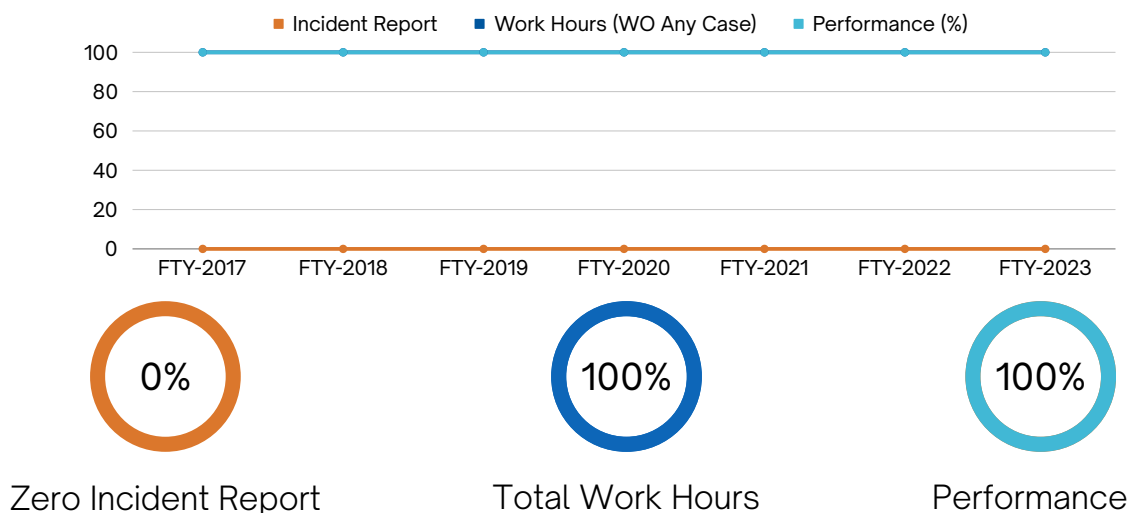 Incident Report Work Hours (WO Any Case) Performance (%)
100
80
60
40
20
0
FTY-2017 FTY-2018 FTY-2019 FTY-2020 FTY-2021 FTY-2022 FTY-2023
0% 100% 100%
Zero Incident Report Total Work Hours Performance